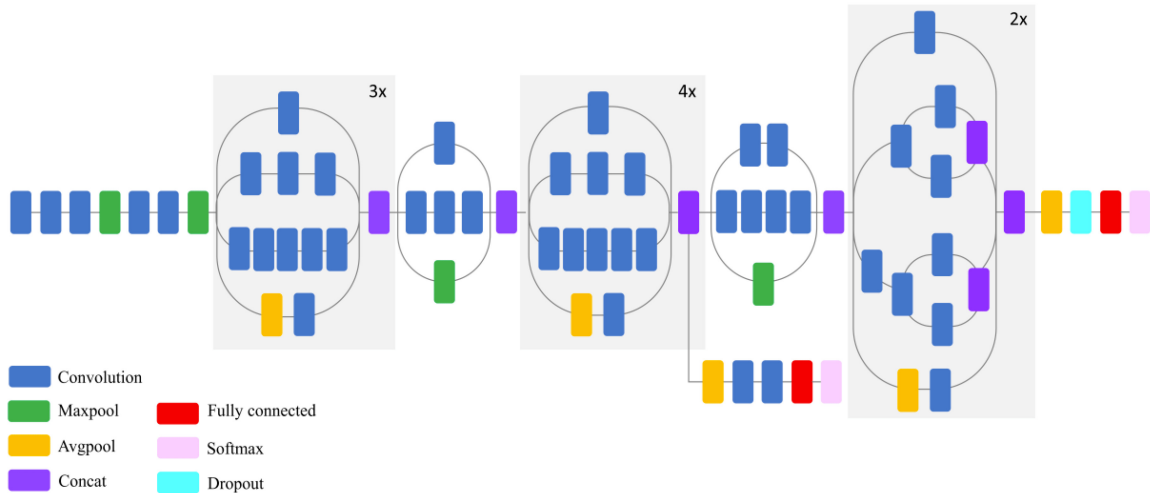 3x
4x
2x
Convolution
Maxpool
Avgpool
Concat
Fully connected
Softmax
Dropout